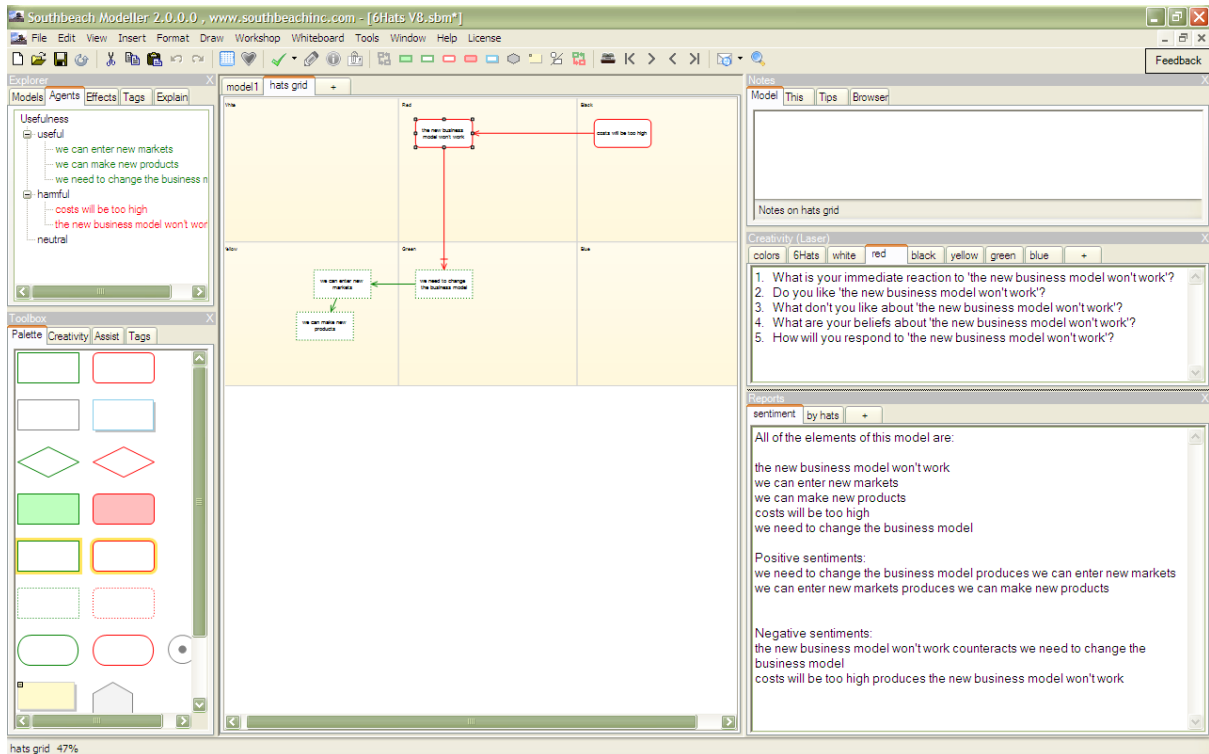 Southbeach Modeller 2.0.0.0 , www.southbeachinc.com - [6Hats V8.sbm*]
File Edit View Insert Format Draw Workshop Whiteboard Tools Window Help License
Feedback
Explorer X
Models Agents Effects Tags Explain
Usefulness
useful
we can enter new markets
we can make new products
we need to change the business n
harmful
costs will be too high
the new business model won't wor
neutral
Toolbox X
Palette Creativity Assist Tags
model1 hats grid +
White Red Black
the new business
model won't work
costs will be too high
Yellow Green Blue
we can enter new
markets
we need to change
the business model
we can make new
products
Notes X
Model This Tips Browser
Notes on hats grid
Creativity (Laser) X
colors 6Hats white red black yellow green blue +
1. What is your immediate reaction to 'the new business model won't work'?
2. Do you like 'the new business model won't work'?
3. What don't you like about 'the new business model won't work'?
4. What are your beliefs about 'the new business model won't work'?
5. How will you respond to 'the new business model won't work'?
Reports X
sentiment by hats +
All of the elements of this model are:
the new business model won't work
we can enter new markets
we can make new products
costs will be too high
we need to change the business model
Positive sentiments:
we need to change the business model produces we can enter new markets
we can enter new markets produces we can make new products
Negative sentiments:
the new business model won't work counteracts we need to change the
business model
costs will be too high produces the new business model won't work
hats grid 47%